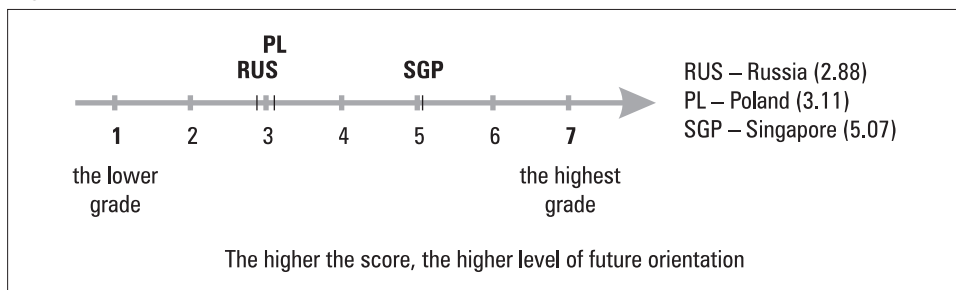 PL
RUS SGP
RUS – Russia (2.88)
PL – Poland (3.11)
SGP – Singapore (5.07)
1 2 3 4 5 6 7
the lower
grade
the highest
grade
The higher the score, the higher level of future orientation